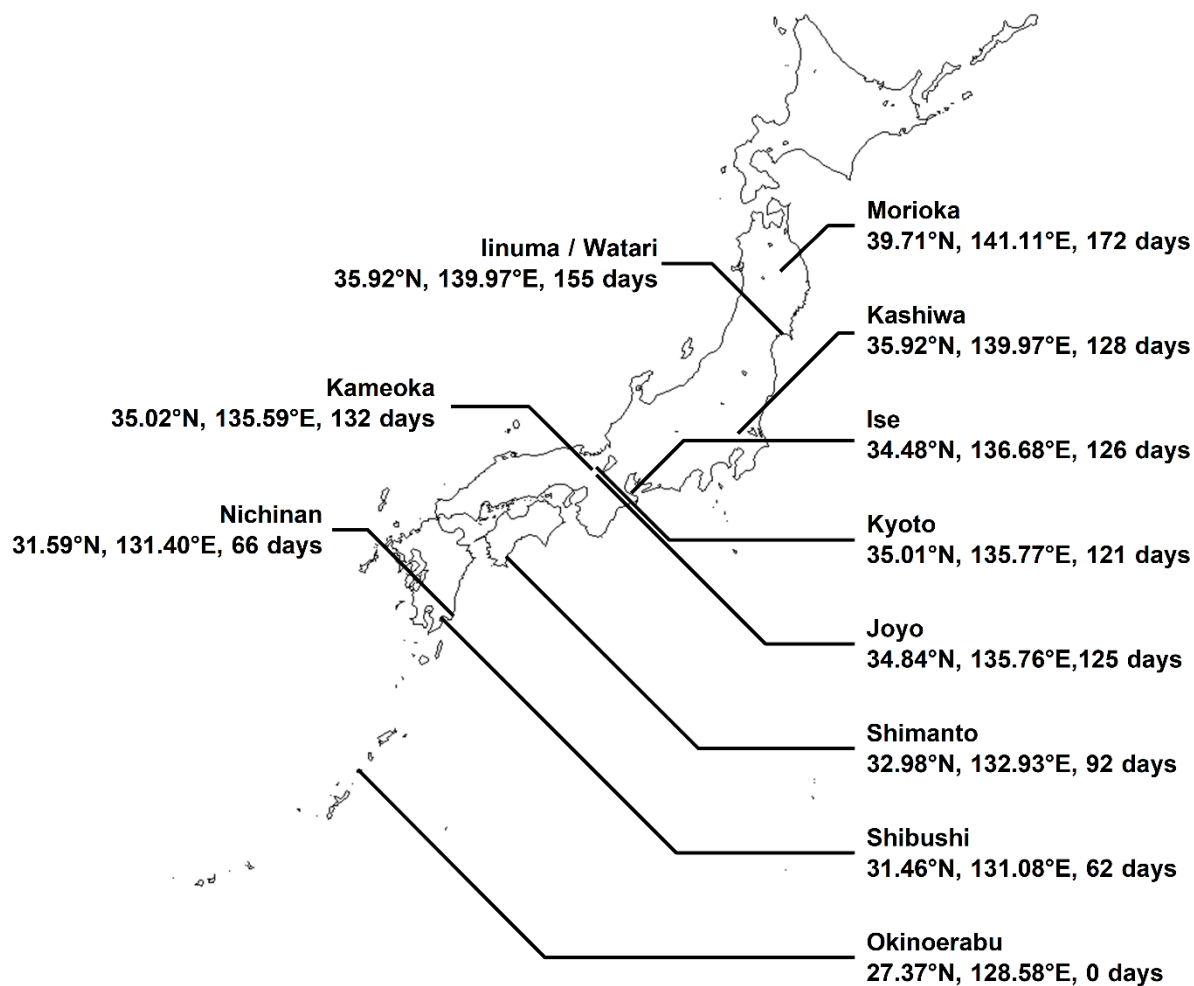 Morioka
39.71°N, 141.11°E, 172 days
Iinuma / Watari
35.92°N, 139.97°E, 155 days
Kashiwa
35.92°N, 139.97°E, 128 days
Kameoka
35.02°N, 135.59°E, 132 days
Ise
34.48°N, 136.68°E, 126 days
Nichinan
31.59°N, 131.40°E, 66 days
Kyoto
35.01°N, 135.77°E, 121 days
Joyo
34.84°N, 135.76°E,125 days
Shimanto
32.98°N, 132.93°E, 92 days
Shibushi
31.46°N, 131.08°E, 62 days
Okinoerabu
27.37°N, 128.58°E, 0 days